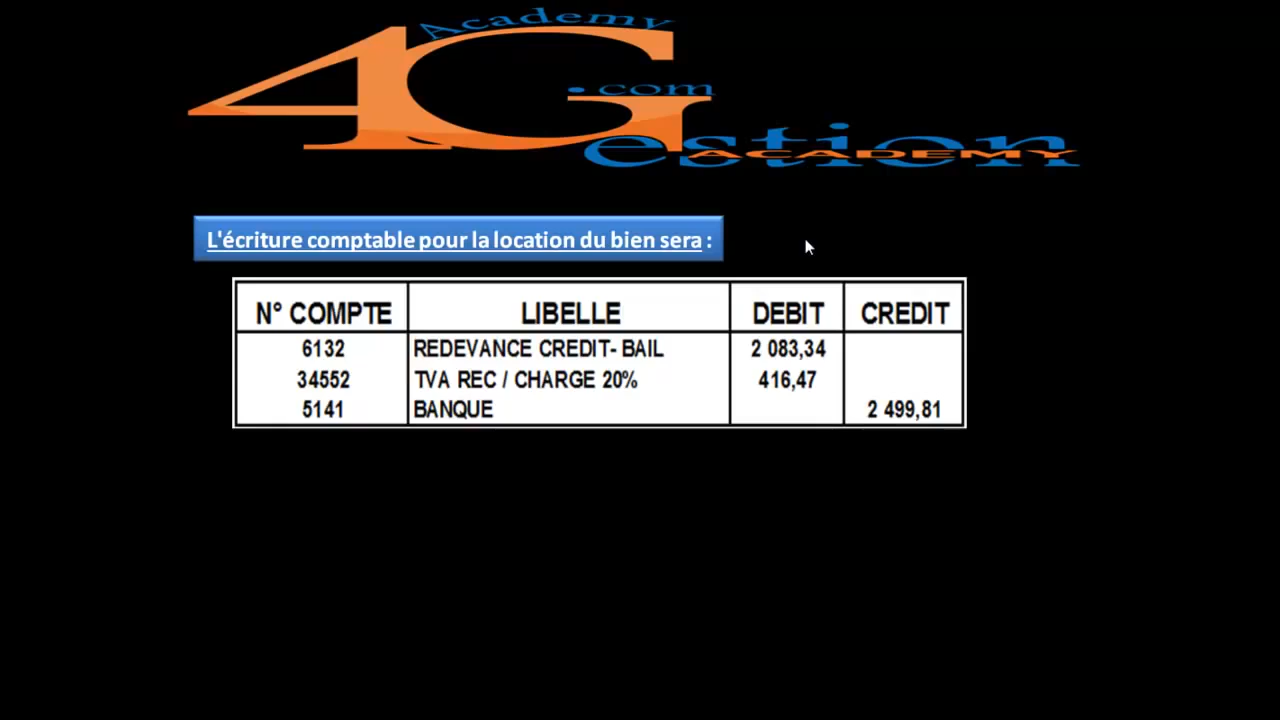 Academy
4G
.com
estion
ACADEMY
L'écriture comptable pour la location du bien sera :
N° COMPTE LIBELLE DEBIT CREDIT
6132 REDEVANCE CREDIT- BAIL 2 083,34
34552 TVA REC / CHARGE 20% 416,47
5141 BANQUE 2 499,81